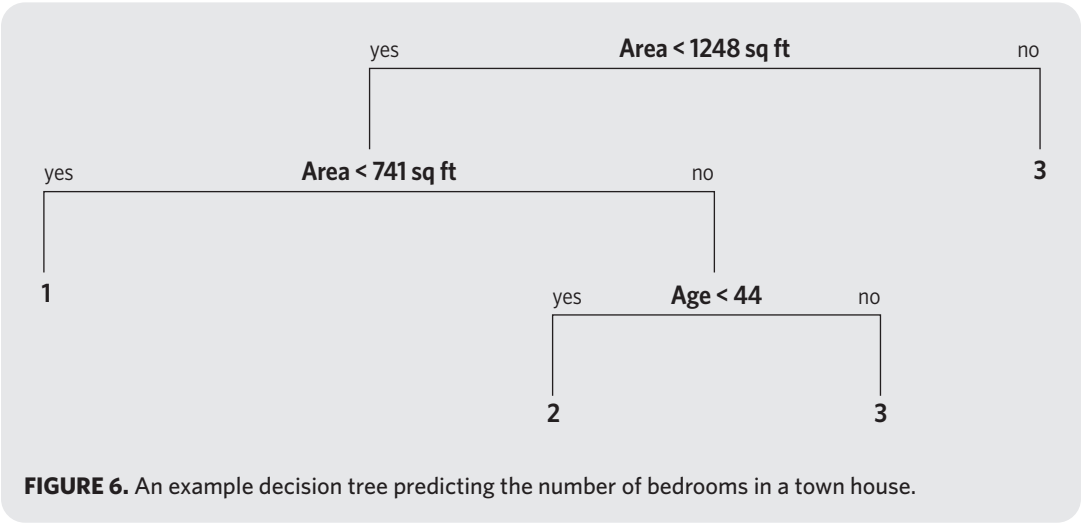 yes Area < 1248 sq ft no
yes Area < 741 sq ft no 3
1 yes Age < 44 no
2 3
FIGURE 6. An example decision tree predicting the number of bedrooms in a town house.